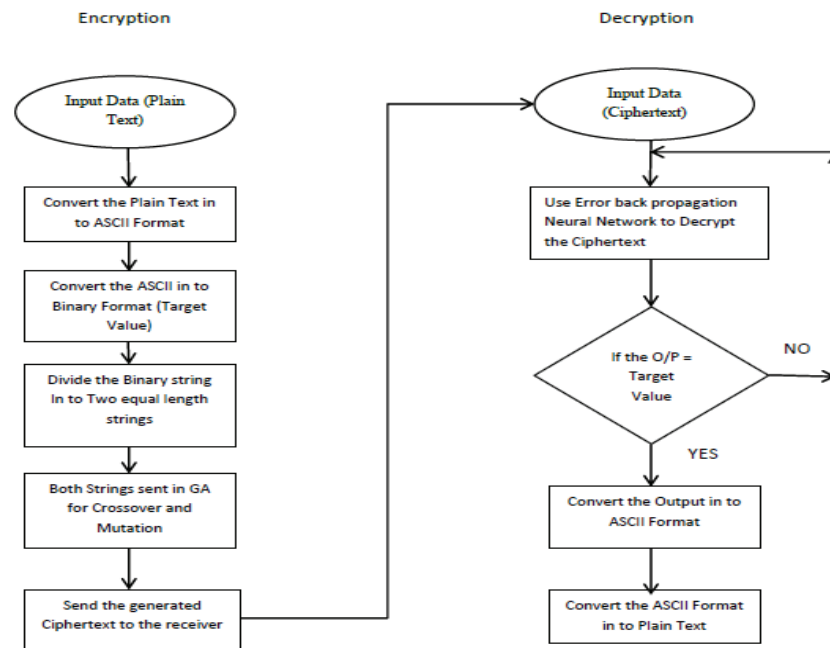 Encryption
Input Data (Plain
Text)
Convert the Plain Text in
to ASCII Format
Convert the ASCII in to
Binary Format (Target
Value)
Divide the Binary string
In to Two equal length
strings
Both Strings sent in GA
for Crossover and
Mutation
Send the generated
Ciphertext to the receiver
Decryption
Input Data
(Ciphertext)
Use Error back propagation
Neural Network to Decrypt
the Ciphertext
If the O/P =
Target
Value
NO
YES
Convert the Output in to
ASCII Format
Convert the ASCII Format
in to Plain Text